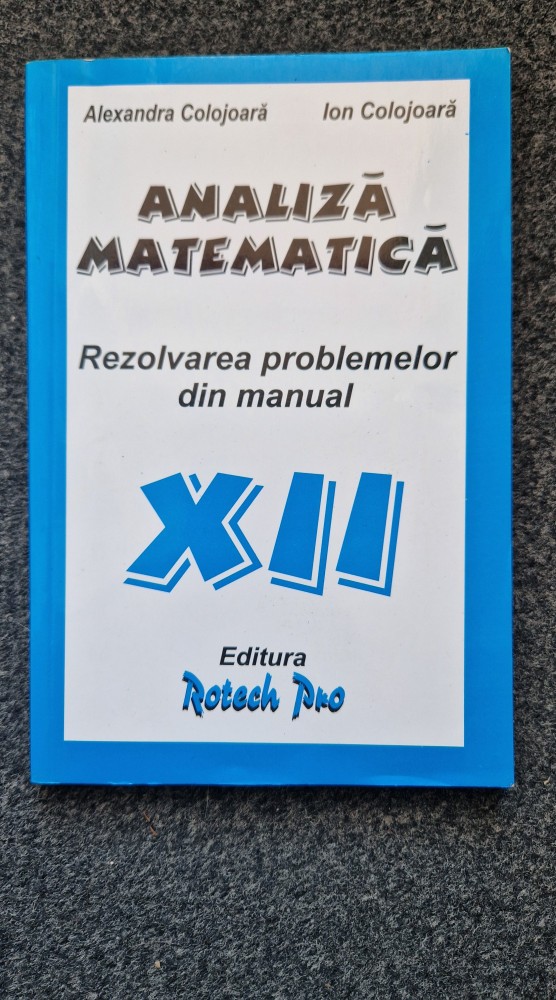 Alexandra Colojoară Ion Colojoară
ANALIZĂ
MATEMATICĂ
Rezolvarea problemelor
din manual
XII
Editura
Rotech Pro